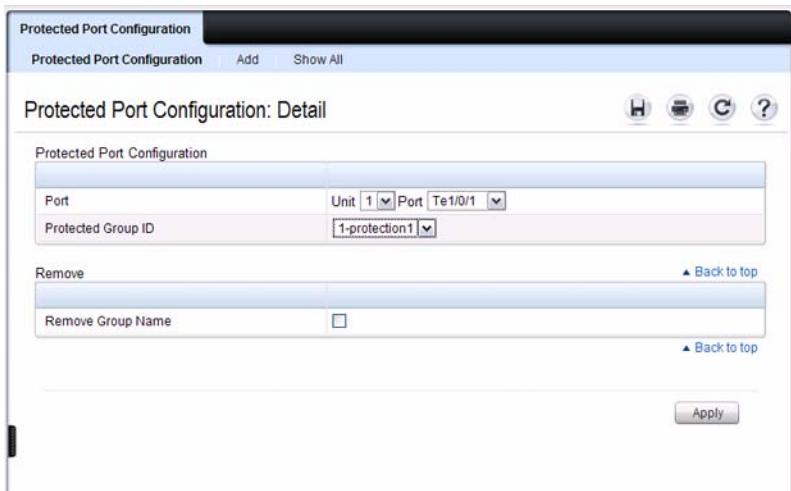 Protected Port Configuration
Protected Port Configuration Add Show All
Protected Port Configuration: Detail
Protected Port Configuration
Port Unit 1 Port Te1/0/1
Protected Group ID 1-protection1
Remove ▲ Back to top
Remove Group Name
▲ Back to top
Apply